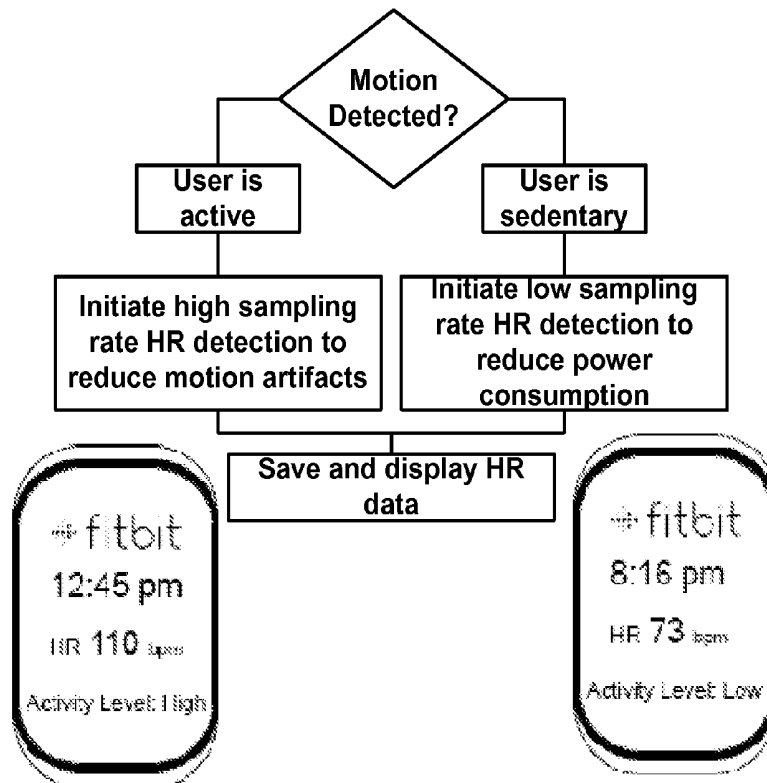 Motion
Detected?
User is
active
User is
sedentary
Initiate high sampling
rate HR detection to
reduce motion artifacts
Initiate low sampling
rate HR detection to
reduce power
consumption
Save and display HR
data
fitbit
12:45 pm
HR 110 bpm
Activity Level: High
fitbit
8:16 pm
HR 73 bpm
Activity Level: Low